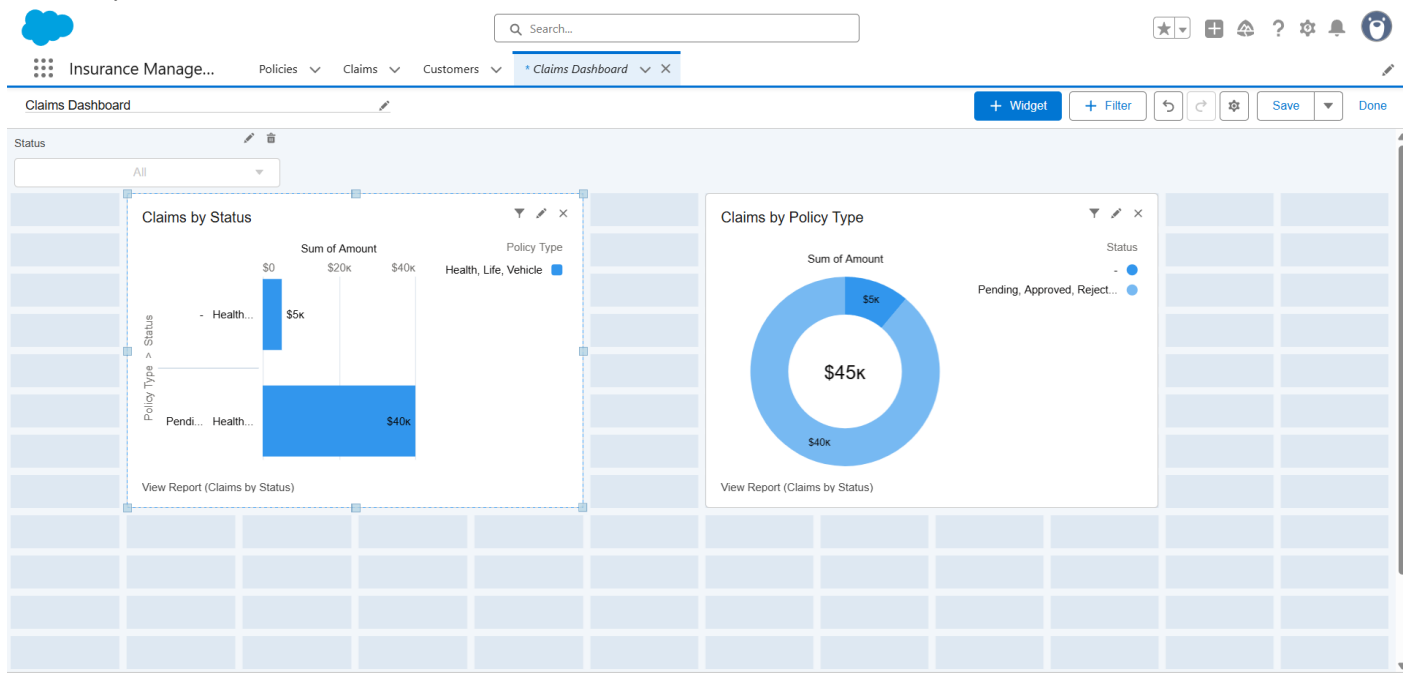 Search...
Insurance Manage...
Policies
Claims
Customers
* Claims Dashboard
Claims Dashboard
+ Widget
+ Filter
Save
Done
Status
All
Claims by Status
Sum of Amount
$0 $20K $40K
Policy Type
Health, Life, Vehicle
Policy Type > Status
- Health... $5K
Pendi... Health... $40K
View Report (Claims by Status)
Claims by Policy Type
Sum of Amount
Status
-
Pending, Approved, Reject...
$5K
$45K
$40K
View Report (Claims by Status)